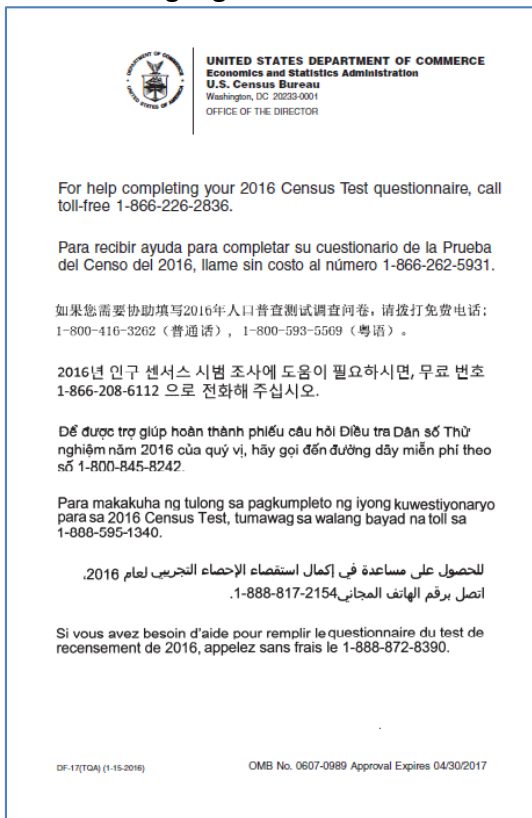 UNITED STATES DEPARTMENT OF COMMERCE
Economics and Statistics Administration
U.S. Census Bureau
Washington, DC 20233-0001
OFFICE OF THE DIRECTOR
For help completing your 2016 Census Test questionnaire, call
toll-free 1-866-226-2836.
Para recibir ayuda para completar su cuestionario de la Prueba
del Censo del 2016, llame sin costo al número 1-866-262-5931.
如果您需要协助填写2016年人口普查测试调查问卷, 请拨打免费电话:
1-800-416-3262 (普通话) , 1-800-593-5569 (粤语) 。
2016년 인구 센서스 시범 조사에 도움이 필요하시면, 무료 번호
1-866-208-6112 으로 전화해 주십시오.
Để được trợ giúp hoàn thành phiếu câu hỏi Điều tra Dân số Thử
nghiệm năm 2016 của quý vị, hãy gọi đến đường dây miễn phí theo
số 1-800-845-8242.
Para makakuha ng tulong sa pagkumpleto ng iyong kuwestiyonaryo
para sa 2016 Census Test, tumawag sa walang bayad na toll sa
1-888-595-1340.
للحصول على مساعدة في إكمال استقصاء الإحصاء التجريبي لعام 2016،
اتصل برقم الهاتف المجاني1-888-817-2154.
Si vous avez besoin d'aide pour remplir le questionnaire du test de
recensement de 2016, appelez sans frais le 1-888-872-8390.
DF-17(TQA) (1-15-2016)
OMB No. 0607-0989 Approval Expires 04/30/2017